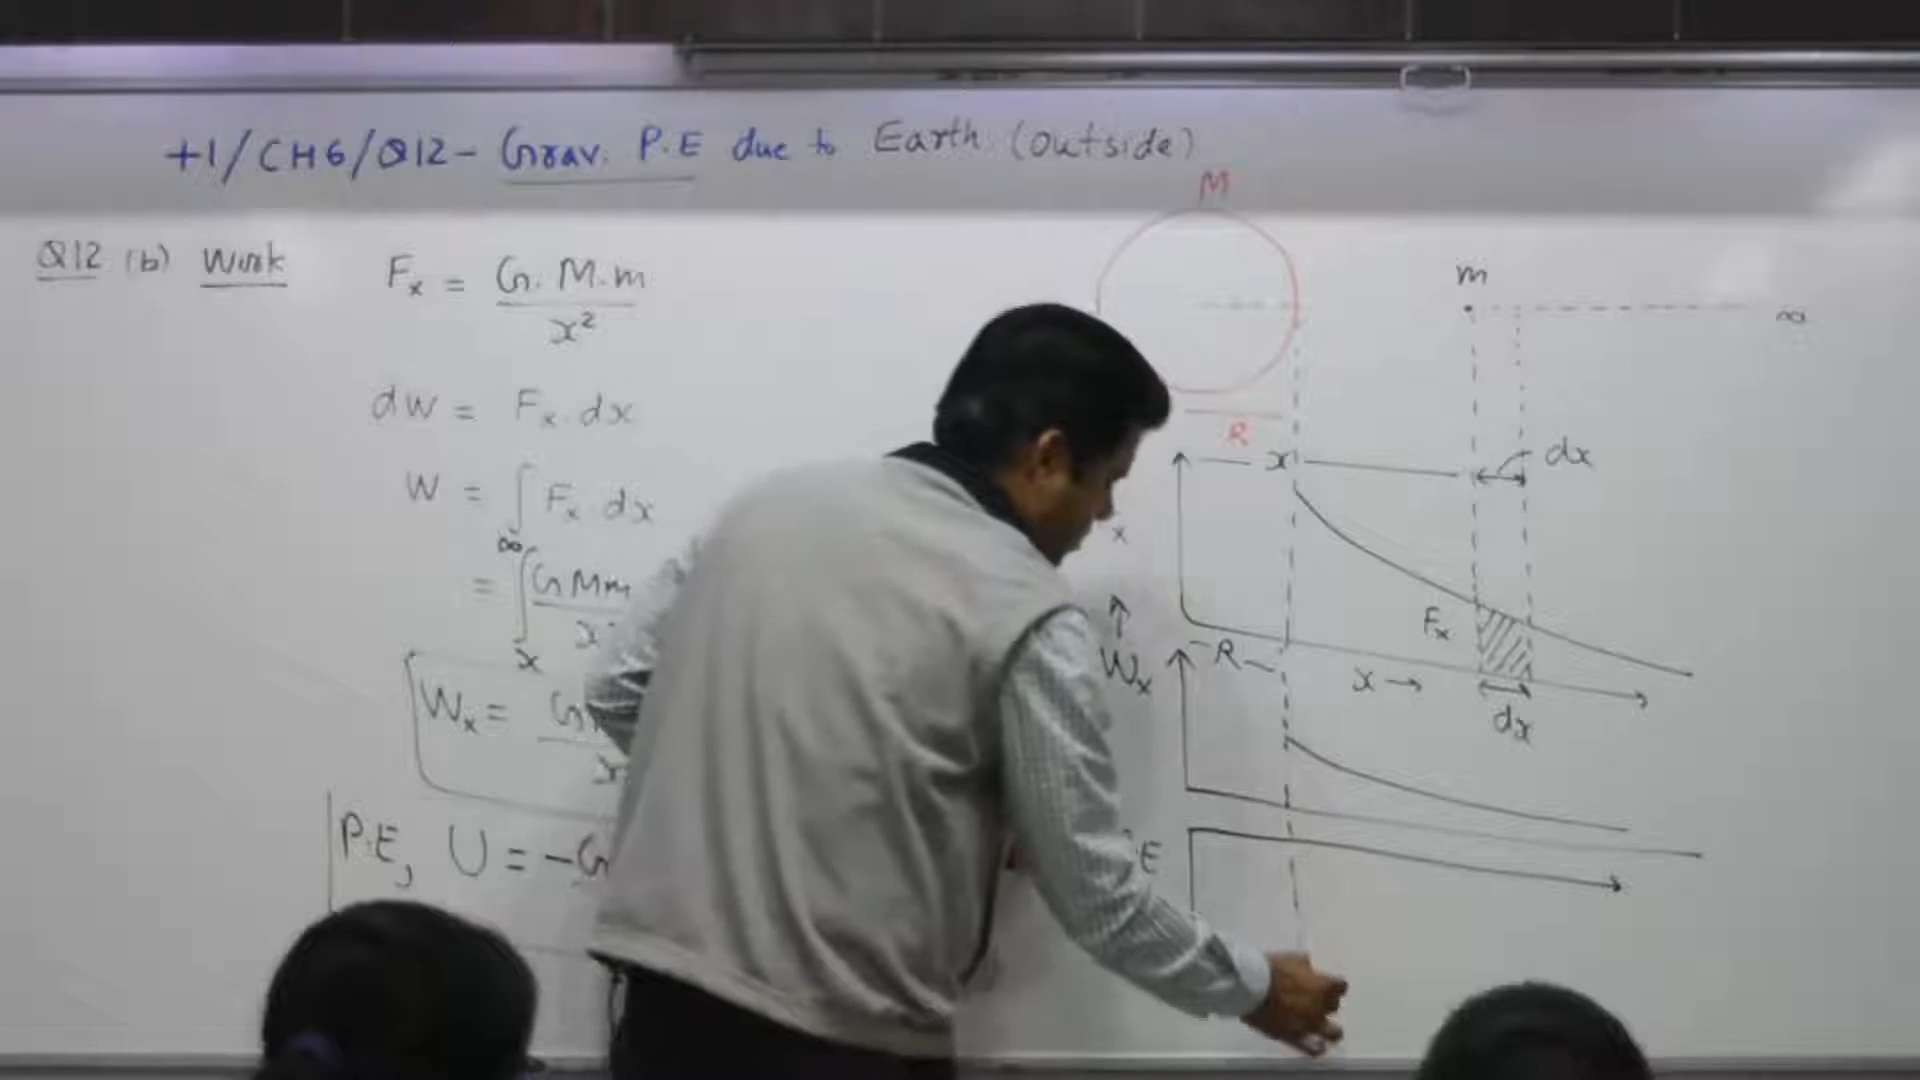 +1/CH6/Q12- Grav. P.E due to Earth (outside)
Q12 (b) Work
Fx = G.M.m
x²
dW = Fx.dx
W = ∫ Fx.dx
∞
= ∫ GMm
x
Wx = G
P.E, U = -G
M
R
m
∞
x
dx
x
Fx
R
x →
dx
↑
Wx
E